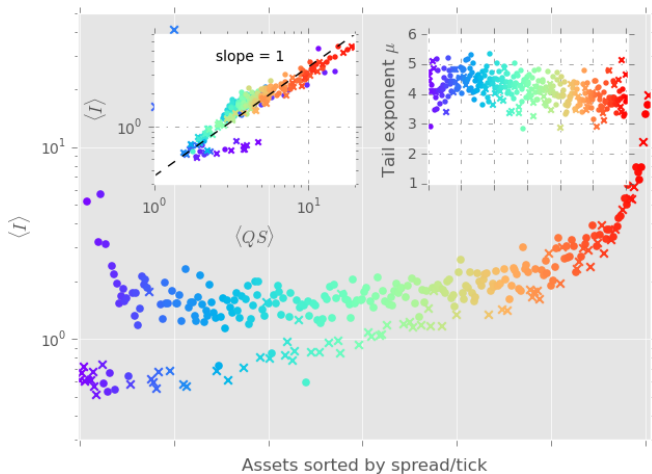 slope = 1
⟨I⟩
10⁰
10⁰
10¹
⟨QS⟩
Tail exponent μ
6
5
4
3
2
1
⟨I⟩
10¹
10⁰
Assets sorted by spread/tick